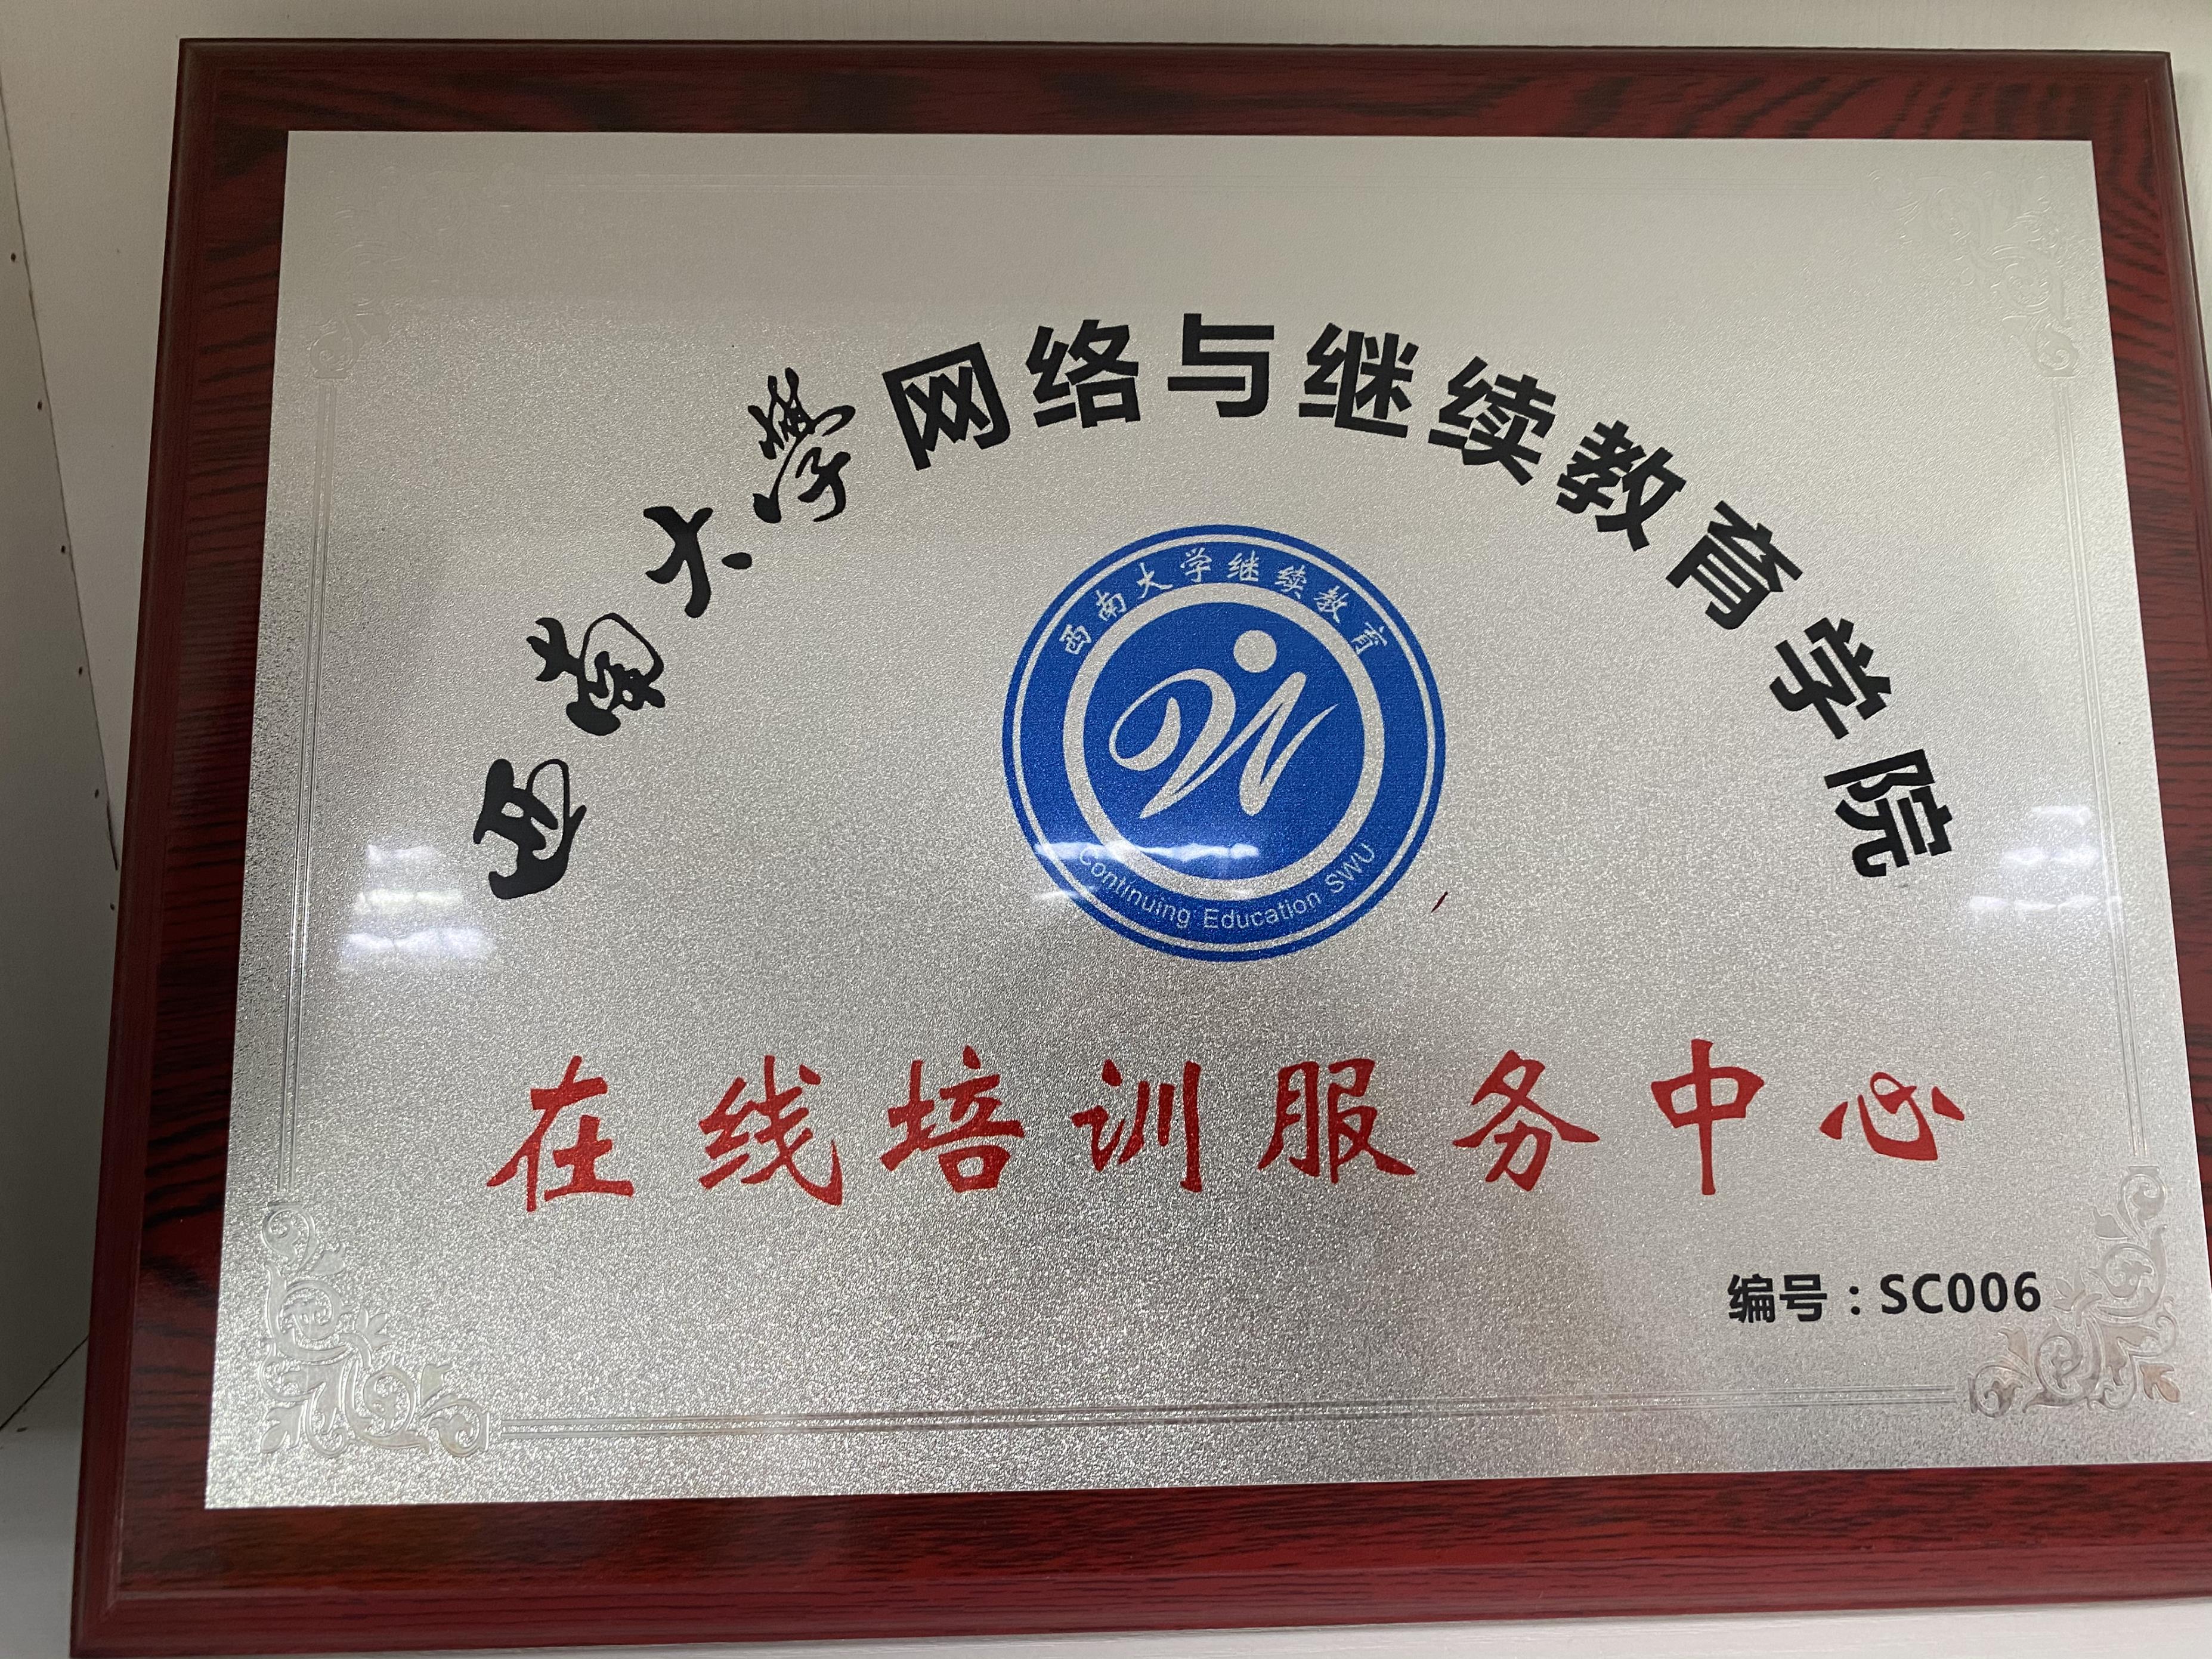 西南大學网络与继续教育学院
西南大学继续教育
Continuing Education SWU
在线培训服务中心
编号：SC006